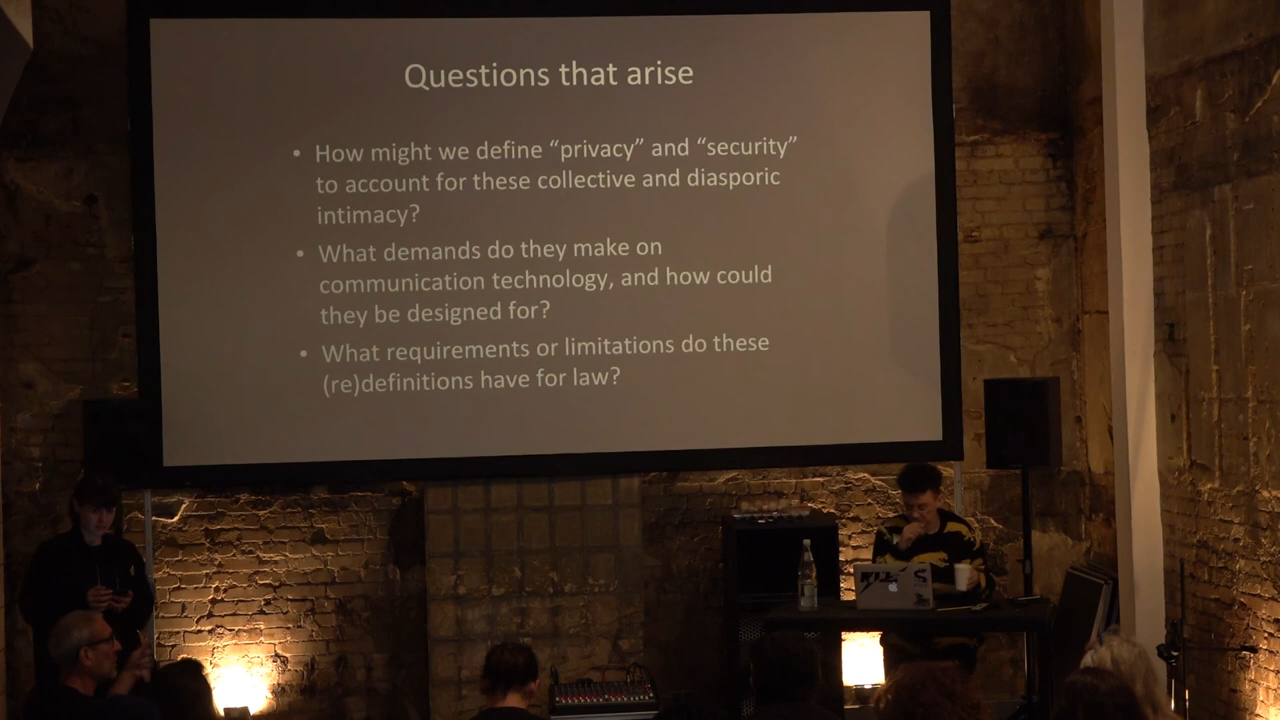 Questions that arise
• How might we define “privacy” and “security”
to account for these collective and diasporic
intimacy?
• What demands do they make on
communication technology, and how could
they be designed for?
• What requirements or limitations do these
(re)definitions have for law?